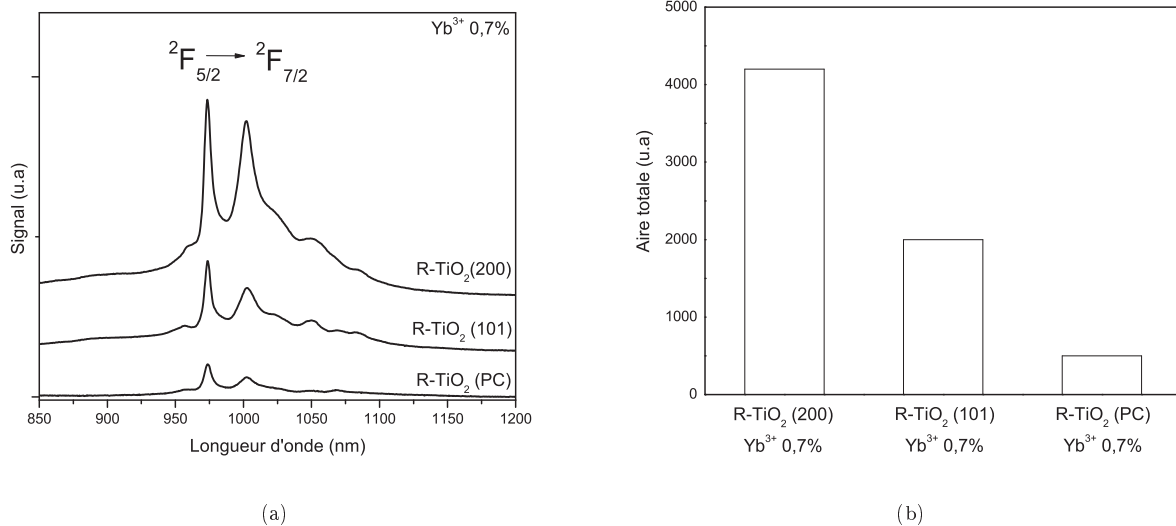 Yb³⁺ 0,7%
²F₅/₂ → ²F₇/₂
Signal (u.a)
R-TiO₂(200)
R-TiO₂ (101)
R-TiO₂ (PC)
850 900 950 1000 1050 1100 1150 1200
Longueur d'onde (nm)
(a)
5000
4000
3000
2000
1000
0
Aire totale (u.a)
R-TiO₂ (200) R-TiO₂ (101) R-TiO₂ (PC)
Yb³⁺ 0,7% Yb³⁺ 0,7% Yb³⁺ 0,7%
(b)